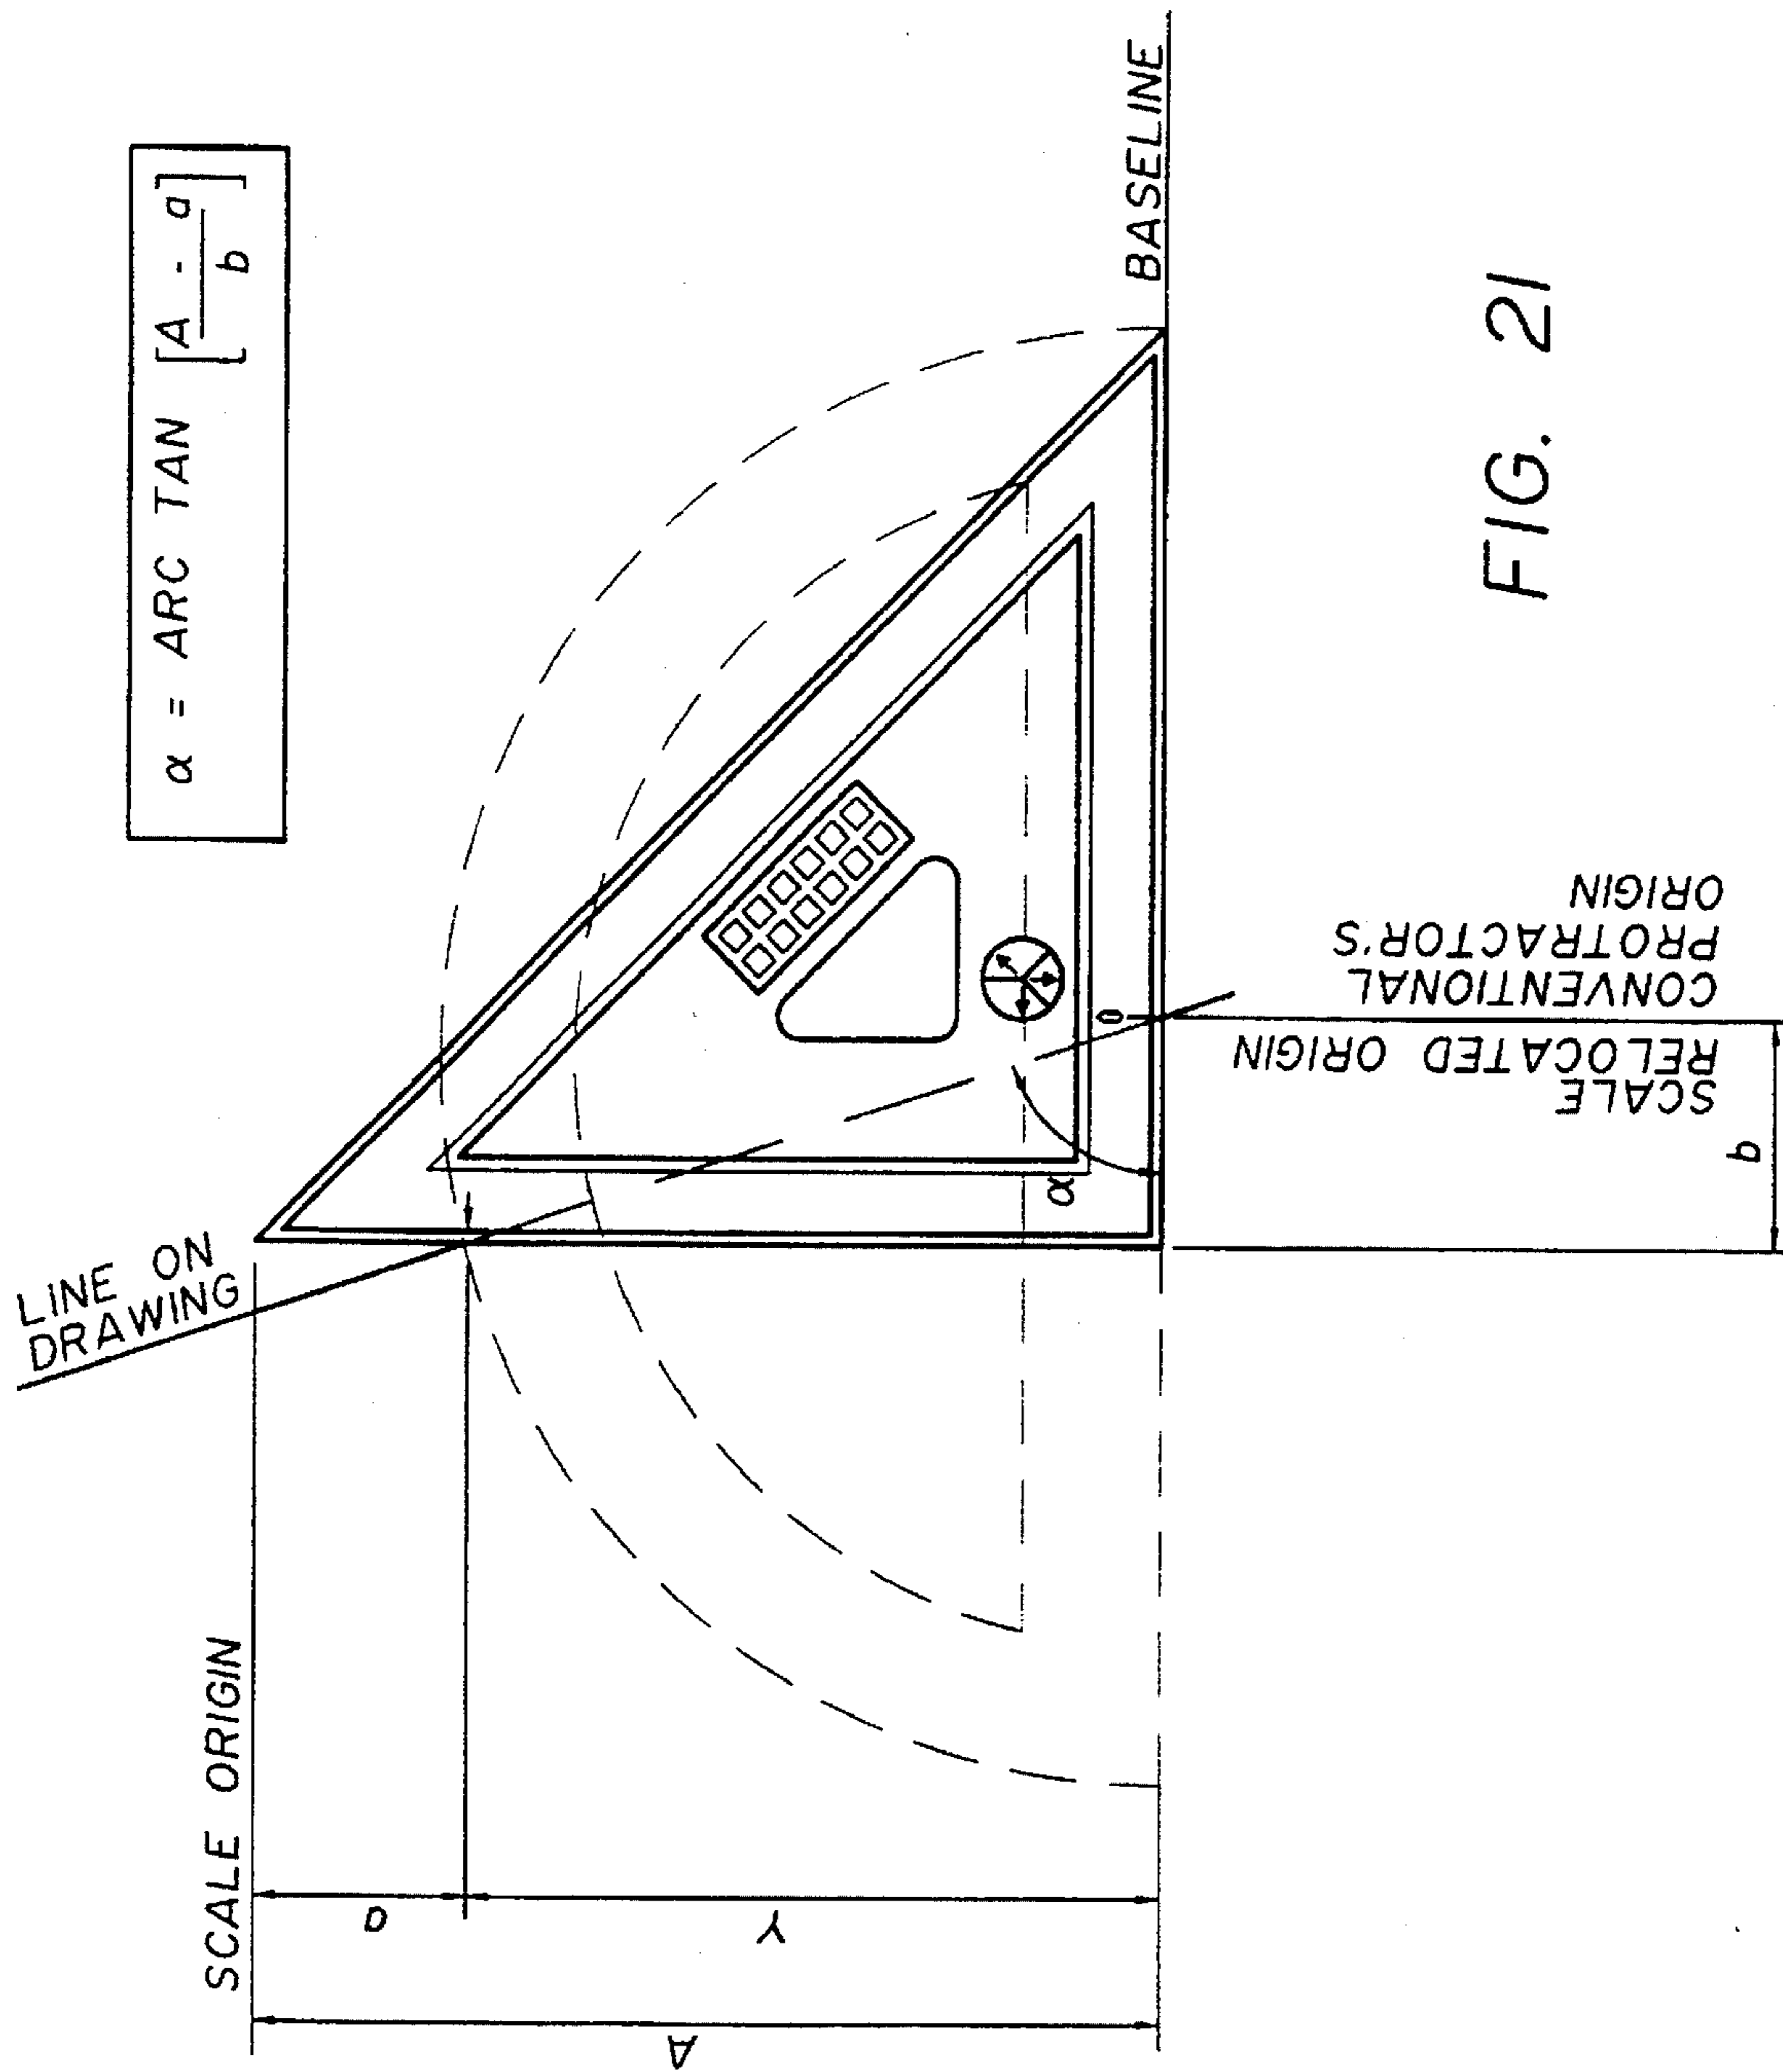 α = ARC TAN [A - a]
b
LINE ON
DRAWING
SCALE ORIGIN
BASELINE
a
Y
A
α
0
SCALE
RELOCATED ORIGIN
CONVENTIONAL
PROTRACTOR'S
ORIGIN
b
FIG. 21